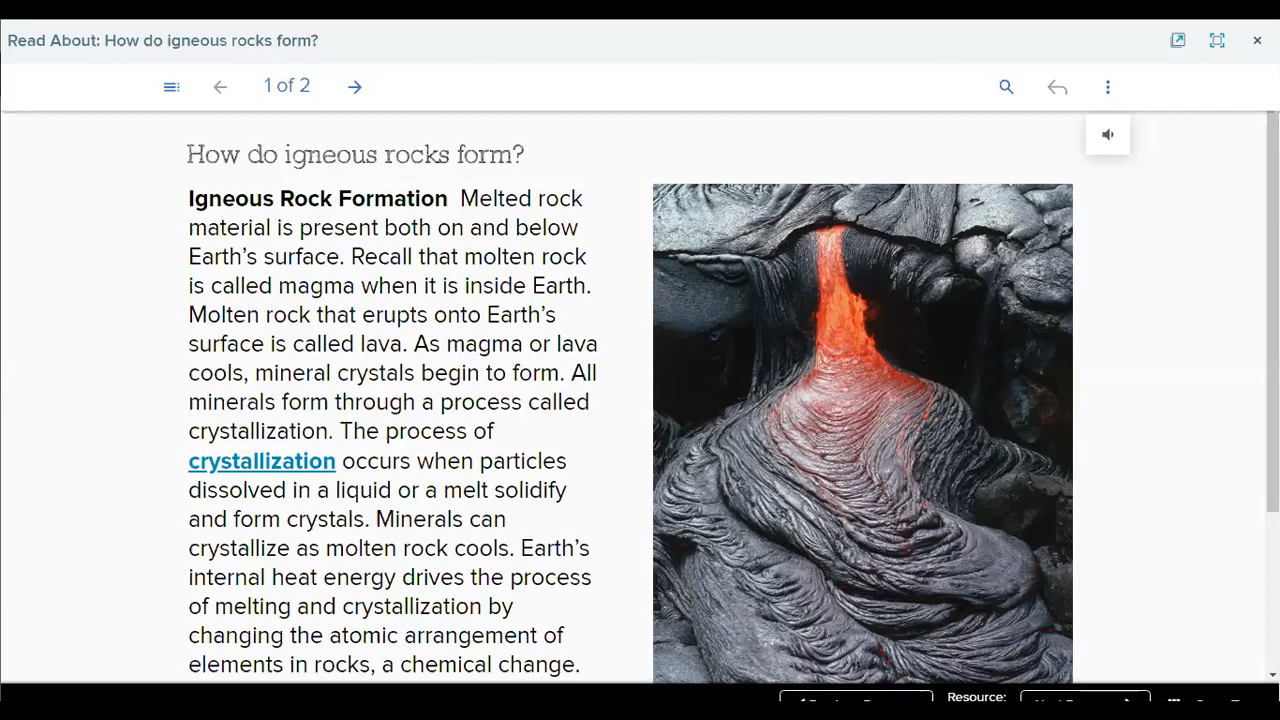 Read About: How do igneous rocks form?
1 of 2
How do igneous rocks form?
Igneous Rock Formation Melted rock
material is present both on and below
Earth’s surface. Recall that molten rock
is called magma when it is inside Earth.
Molten rock that erupts onto Earth’s
surface is called lava. As magma or lava
cools, mineral crystals begin to form. All
minerals form through a process called
crystallization. The process of
crystallization occurs when particles
dissolved in a liquid or a melt solidify
and form crystals. Minerals can
crystallize as molten rock cools. Earth’s
internal heat energy drives the process
of melting and crystallization by
changing the atomic arrangement of
elements in rocks, a chemical change.
Resource: